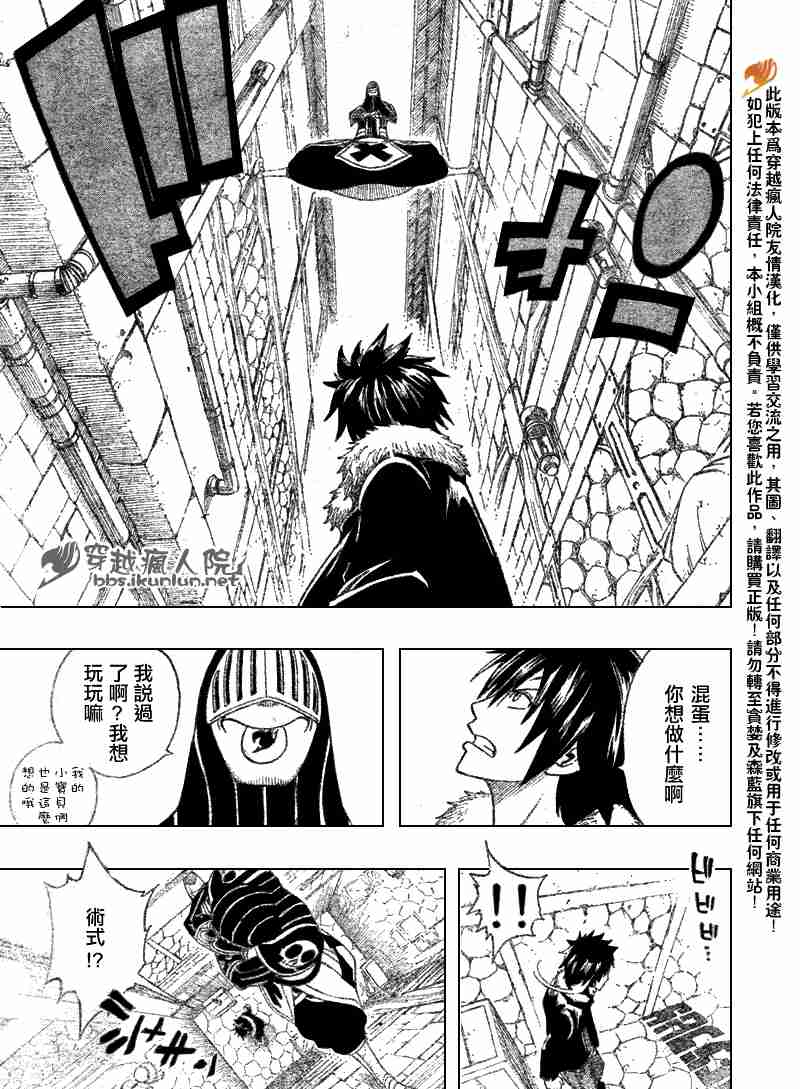 此版本爲穿越瘋人院友情漢化，僅供學習交流之用，其圖、翻譯以及任何部分不得進行修改或用于任何商業用途！
如犯上任何法律責任，本小組概不負責。若您喜歡此作品，請購買正版！請勿轉至貪婪及森藍旗下任何網站！
穿越瘋人院
bbs.ikunlun.net
混蛋……
你想做什麼啊
我説過
了啊？我想
玩玩嘛
我的
小寶貝們
也是這麼
想的哦
ビビビビ
!!
術式!?